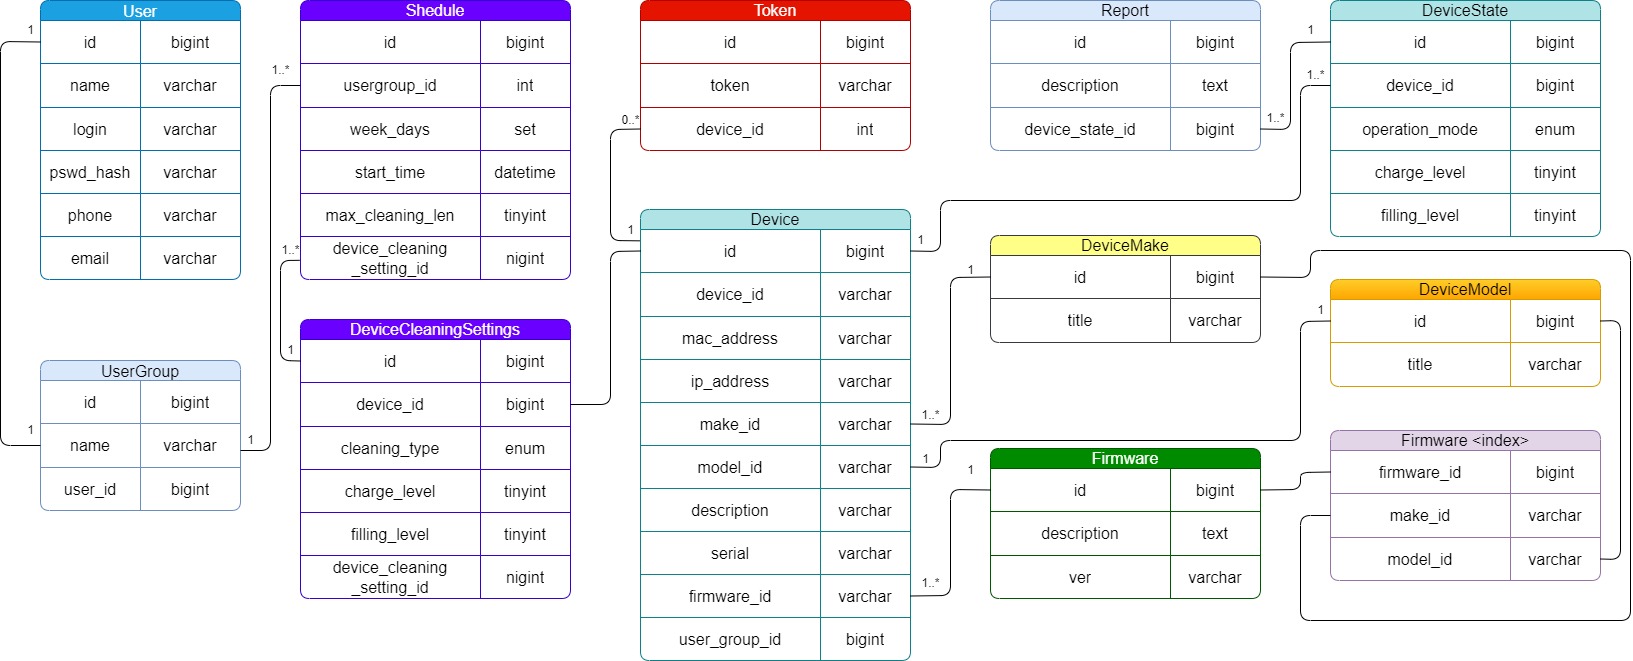 User
1
id bigint
name varchar
login varchar
pswd_hash varchar
phone varchar
email varchar
Shedule
id bigint
1..*
usergroup_id int
week_days set
start_time datetime
max_cleaning_len tinyint
1..*
device_cleaning
_setting_id
nigint
Token
id bigint
token varchar
0..*
device_id int
Report
id bigint
description text
device_state_id bigint
1..*
DeviceState
1
id bigint
1..*
device_id bigint
operation_mode enum
charge_level tinyint
filling_level tinyint
UserGroup
id bigint
1
name varchar
1
user_id bigint
DeviceCleaningSettings
1
id bigint
device_id bigint
cleaning_type enum
charge_level tinyint
filling_level tinyint
device_cleaning
_setting_id
nigint
Device
1
id bigint
1
device_id varchar
mac_address varchar
ip_address varchar
make_id varchar
1..*
model_id varchar
1
description varchar
serial varchar
firmware_id varchar
1..*
user_group_id bigint
DeviceMake
1
id bigint
title varchar
DeviceModel
1
id bigint
title varchar
Firmware
1
id bigint
description text
ver varchar
Firmware <index>
firmware_id bigint
make_id varchar
model_id varchar